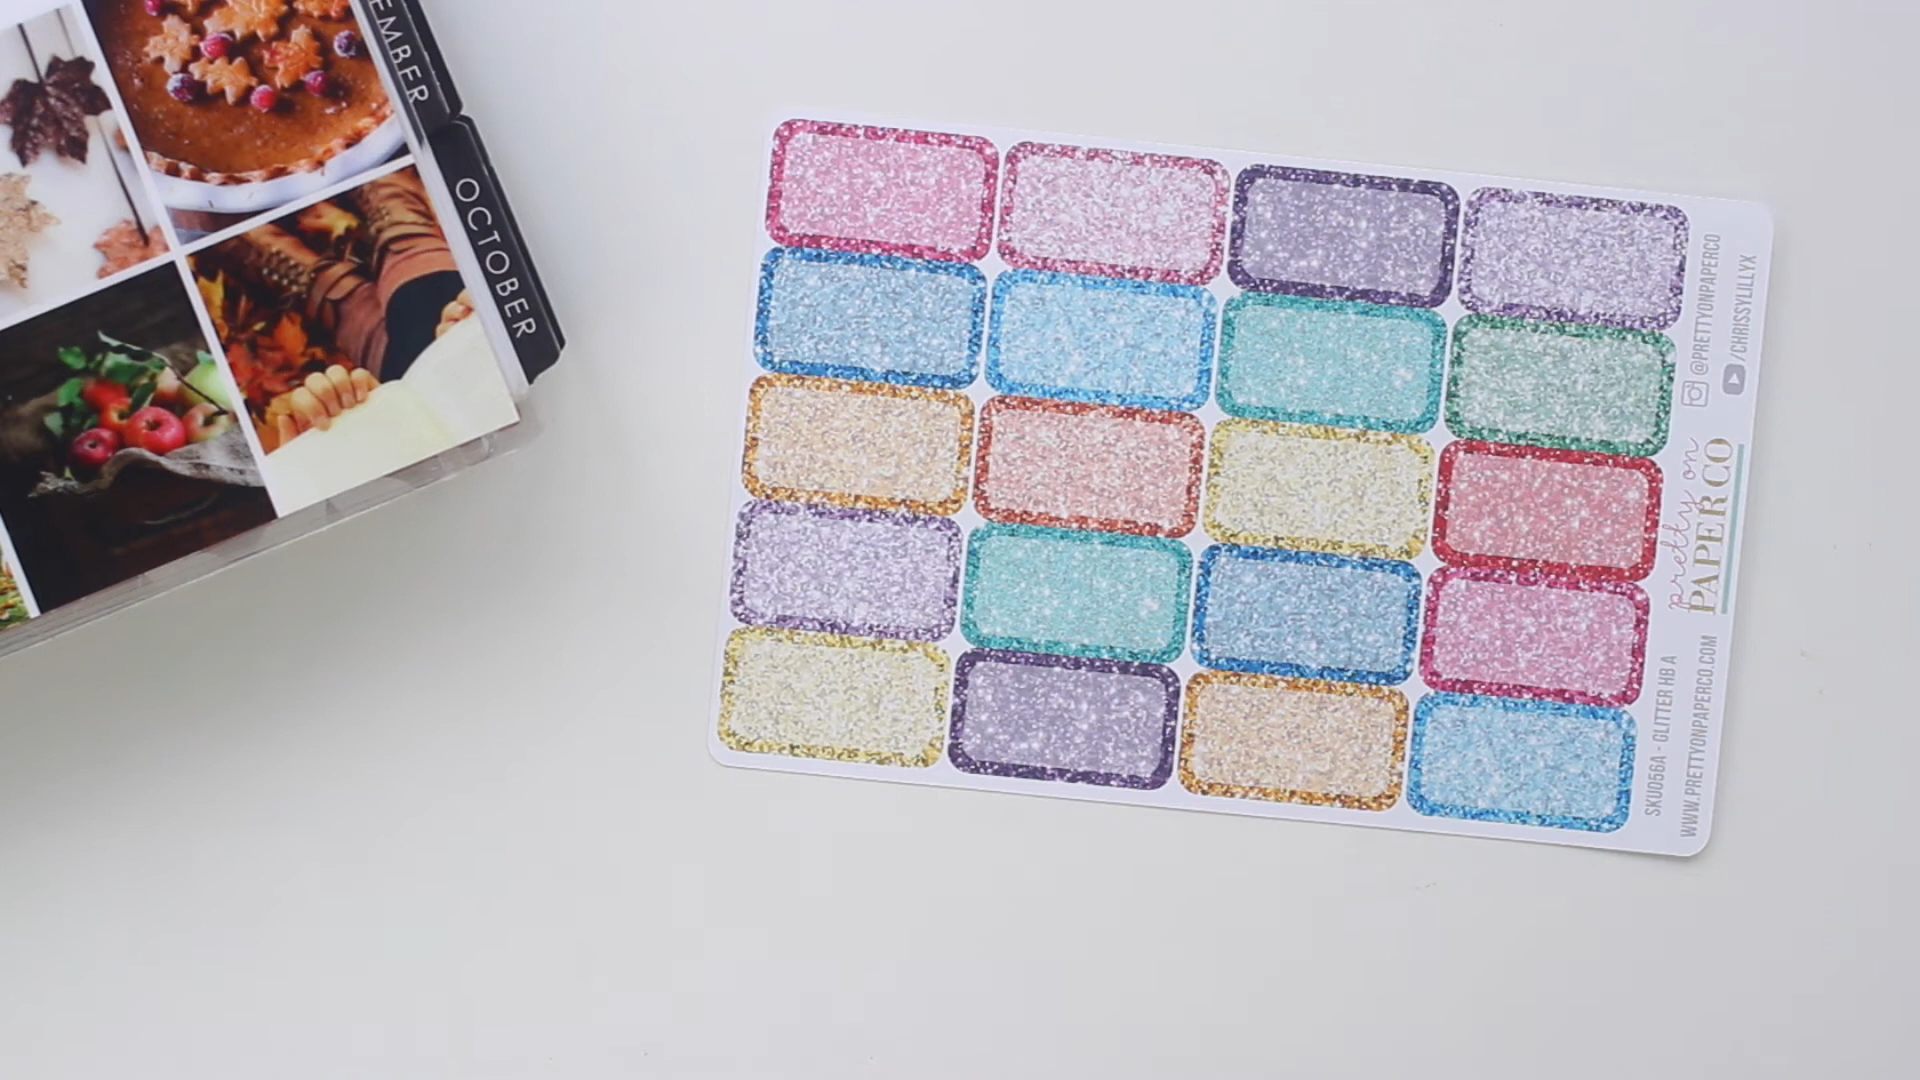 EMBER
OCTOBER
@PRETTYONPAPERCO
/CHRISSYLILLYX
pretty on
PAPER CO
SKU056A - GLITTER HB A
WWW.PRETTYONPAPERCO.COM